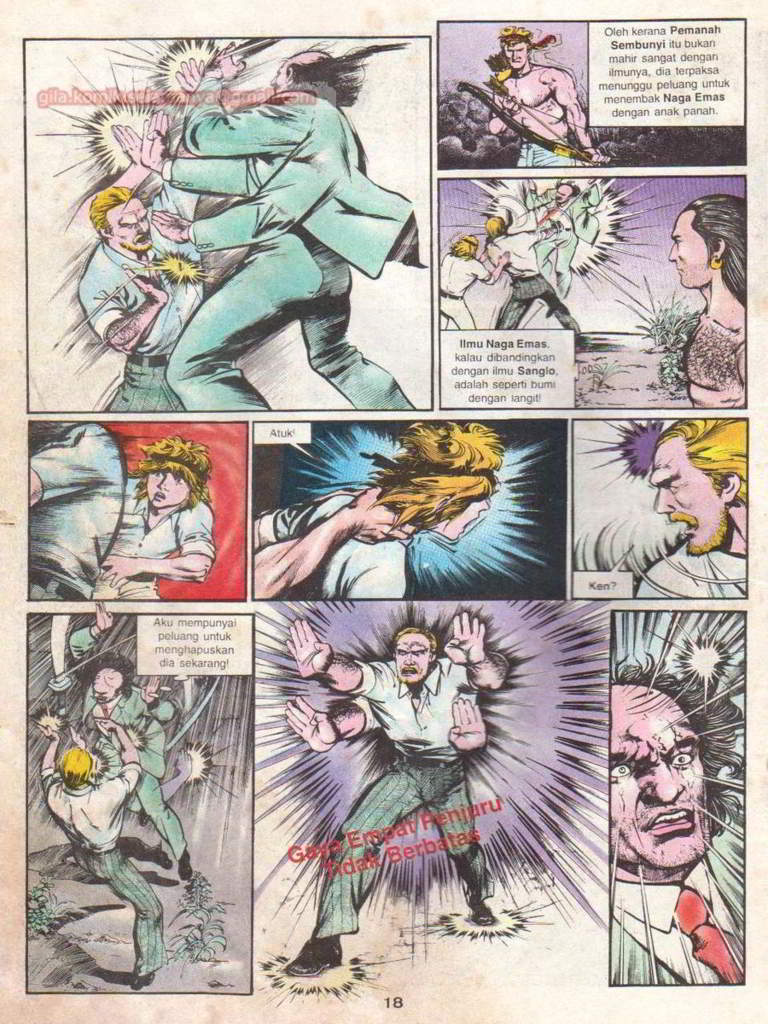 Oleh kerana Pemanah
Sembunyi itu bukan
mahir sangat dengan
ilmunya, dia terpaksa
menunggu peluang untuk
menembak Naga Emas
dengan anak panah.
Ilmu Naga Emas,
kalau dibandingkan
dengan ilmu Sanglo,
adalah seperti bumi
dengan langit!
Atuk!
Ken?
Aku mempunyai
peluang untuk
menghapuskan
dia sekarang!
Gaya Empat Penjuru
Tidak Berbatas
18